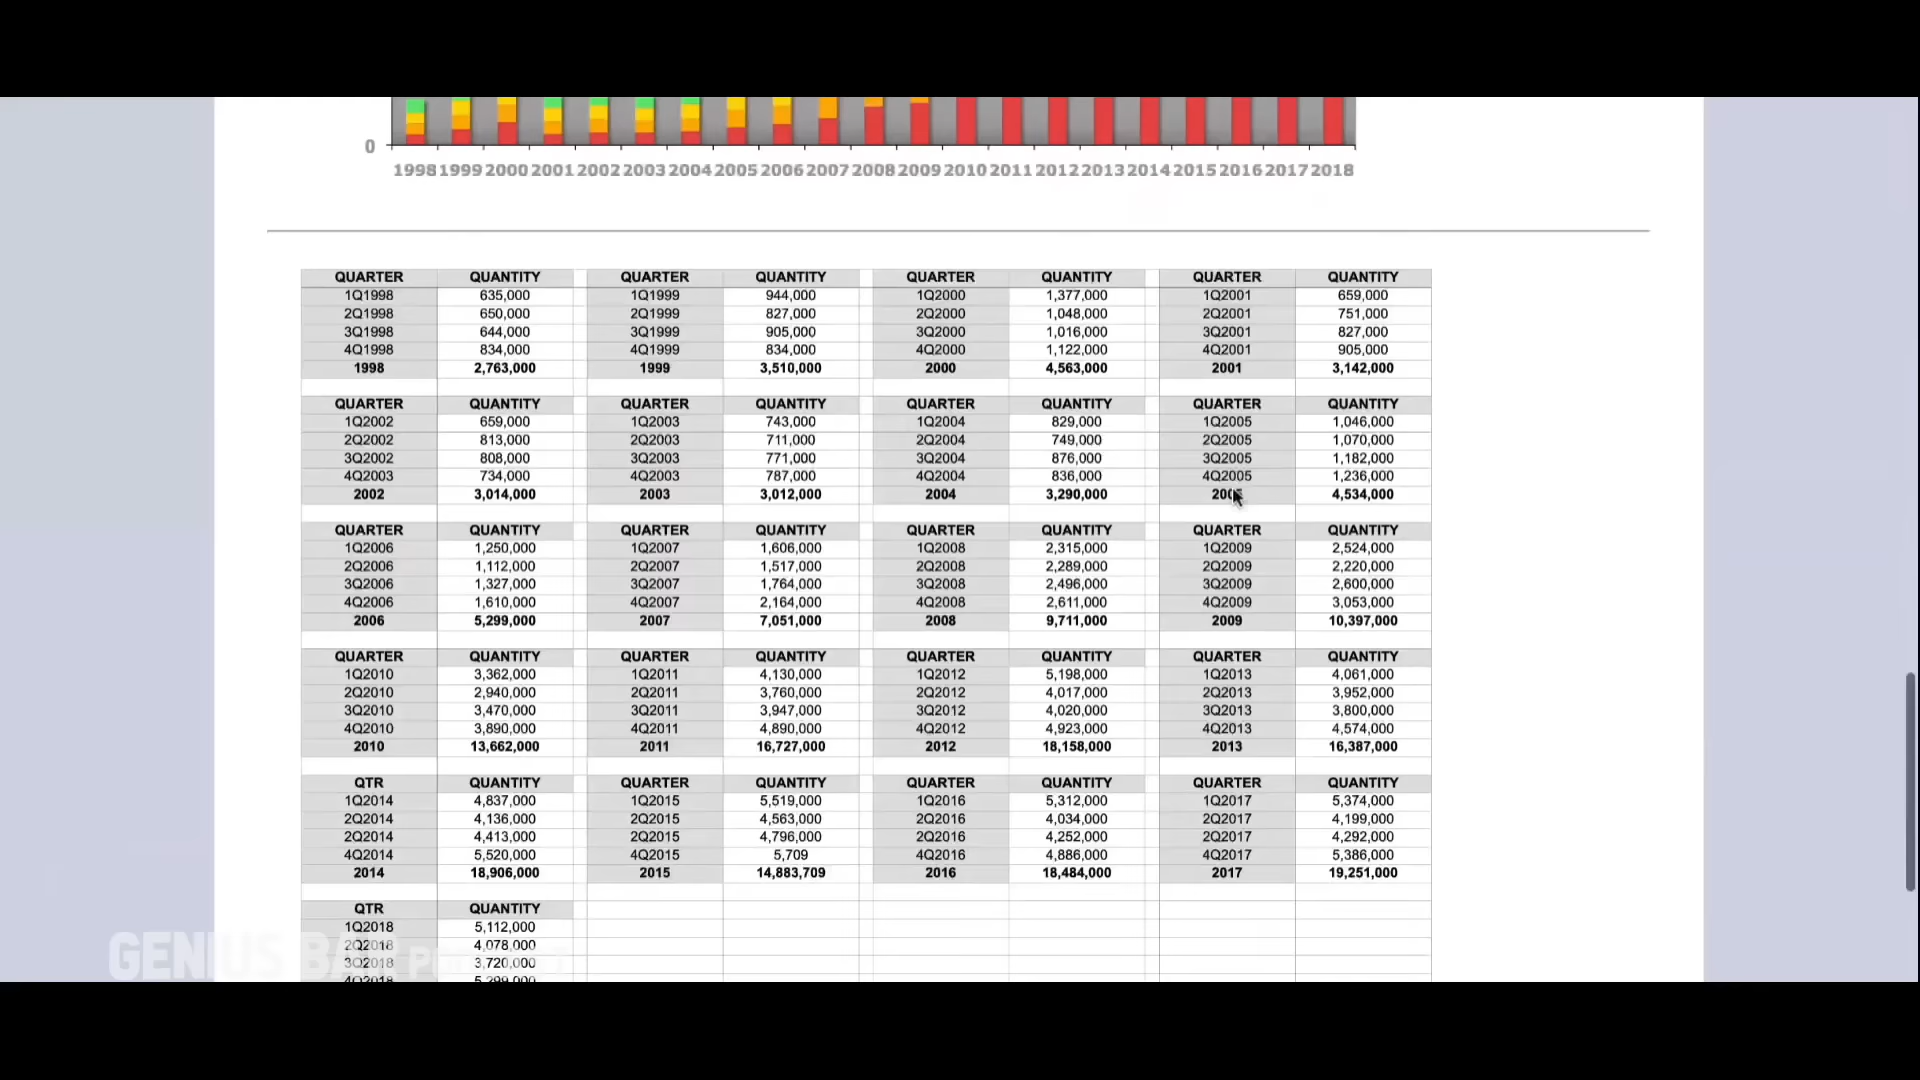 0
1998 1999 2000 2001 2002 2003 2004 2005 2006 2007 2008 2009 2010 2011 2012 2013 2014 2015 2016 2017 2018
QUARTER QUANTITY QUARTER QUANTITY QUARTER QUANTITY QUARTER QUANTITY
1Q1998 635,000 1Q1999 944,000 1Q2000 1,377,000 1Q2001 659,000
2Q1998 650,000 2Q1999 827,000 2Q2000 1,048,000 2Q2001 751,000
3Q1998 644,000 3Q1999 905,000 3Q2000 1,016,000 3Q2001 827,000
4Q1998 834,000 4Q1999 834,000 4Q2000 1,122,000 4Q2001 905,000
1998 2,763,000 1999 3,510,000 2000 4,563,000 2001 3,142,000
QUARTER QUANTITY QUARTER QUANTITY QUARTER QUANTITY QUARTER QUANTITY
1Q2002 659,000 1Q2003 743,000 1Q2004 829,000 1Q2005 1,046,000
2Q2002 813,000 2Q2003 711,000 2Q2004 749,000 2Q2005 1,070,000
3Q2002 808,000 3Q2003 771,000 3Q2004 876,000 3Q2005 1,182,000
4Q2003 734,000 4Q2003 787,000 4Q2004 836,000 4Q2005 1,236,000
2002 3,014,000 2003 3,012,000 2004 3,290,000 2005 4,534,000
QUARTER QUANTITY QUARTER QUANTITY QUARTER QUANTITY QUARTER QUANTITY
1Q2006 1,250,000 1Q2007 1,606,000 1Q2008 2,315,000 1Q2009 2,524,000
2Q2006 1,112,000 2Q2007 1,517,000 2Q2008 2,289,000 2Q2009 2,220,000
3Q2006 1,327,000 3Q2007 1,764,000 3Q2008 2,496,000 3Q2009 2,600,000
4Q2006 1,610,000 4Q2007 2,164,000 4Q2008 2,611,000 4Q2009 3,053,000
2006 5,299,000 2007 7,051,000 2008 9,711,000 2009 10,397,000
QUARTER QUANTITY QUARTER QUANTITY QUARTER QUANTITY QUARTER QUANTITY
1Q2010 3,362,000 1Q2011 4,130,000 1Q2012 5,198,000 1Q2013 4,061,000
2Q2010 2,940,000 2Q2011 3,760,000 2Q2012 4,017,000 2Q2013 3,952,000
3Q2010 3,470,000 3Q2011 3,947,000 3Q2012 4,020,000 3Q2013 3,800,000
4Q2010 3,890,000 4Q2011 4,890,000 4Q2012 4,923,000 4Q2013 4,574,000
2010 13,662,000 2011 16,727,000 2012 18,158,000 2013 16,387,000
QTR QUANTITY QUARTER QUANTITY QUARTER QUANTITY QUARTER QUANTITY
1Q2014 4,837,000 1Q2015 5,519,000 1Q2016 5,312,000 1Q2017 5,374,000
2Q2014 4,136,000 2Q2015 4,563,000 2Q2016 4,034,000 2Q2017 4,199,000
2Q2014 4,413,000 2Q2015 4,796,000 2Q2016 4,252,000 2Q2017 4,292,000
4Q2014 5,520,000 4Q2015 5,709 4Q2016 4,886,000 4Q2017 5,386,000
2014 18,906,000 2015 14,883,709 2016 18,484,000 2017 19,251,000
QTR QUANTITY
1Q2018 5,112,000
2Q2018 4,078,000
3Q2018 3,720,000
4Q2018 5,299,000
GENIUS BAR